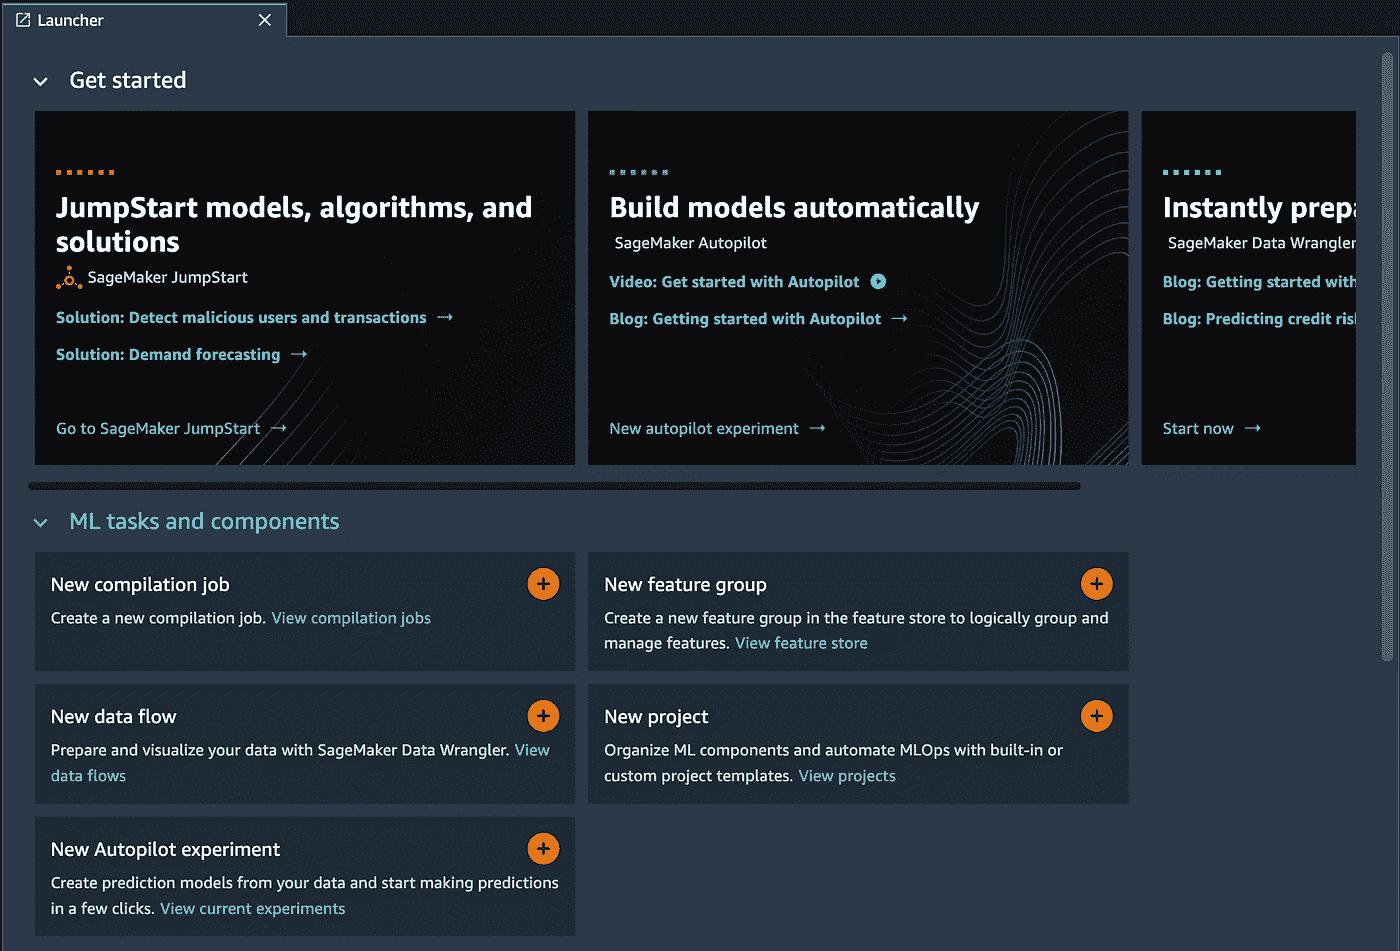 Launcher
Get started
JumpStart models, algorithms, and
solutions
SageMaker JumpStart
Solution: Detect malicious users and transactions
Solution: Demand forecasting
Go to SageMaker JumpStart
Build models automatically
SageMaker Autopilot
Video: Get started with Autopilot
Blog: Getting started with Autopilot
New autopilot experiment
Instantly prepa
SageMaker Data Wrangler
Blog: Getting started with
Blog: Predicting credit ris
Start now
ML tasks and components
New compilation job
Create a new compilation job. View compilation jobs
New feature group
Create a new feature group in the feature store to logically group and
manage features. View feature store
New data flow
Prepare and visualize your data with SageMaker Data Wrangler. View
data flows
New project
Organize ML components and automate MLOps with built-in or
custom project templates. View projects
New Autopilot experiment
Create prediction models from your data and start making predictions
in a few clicks. View current experiments